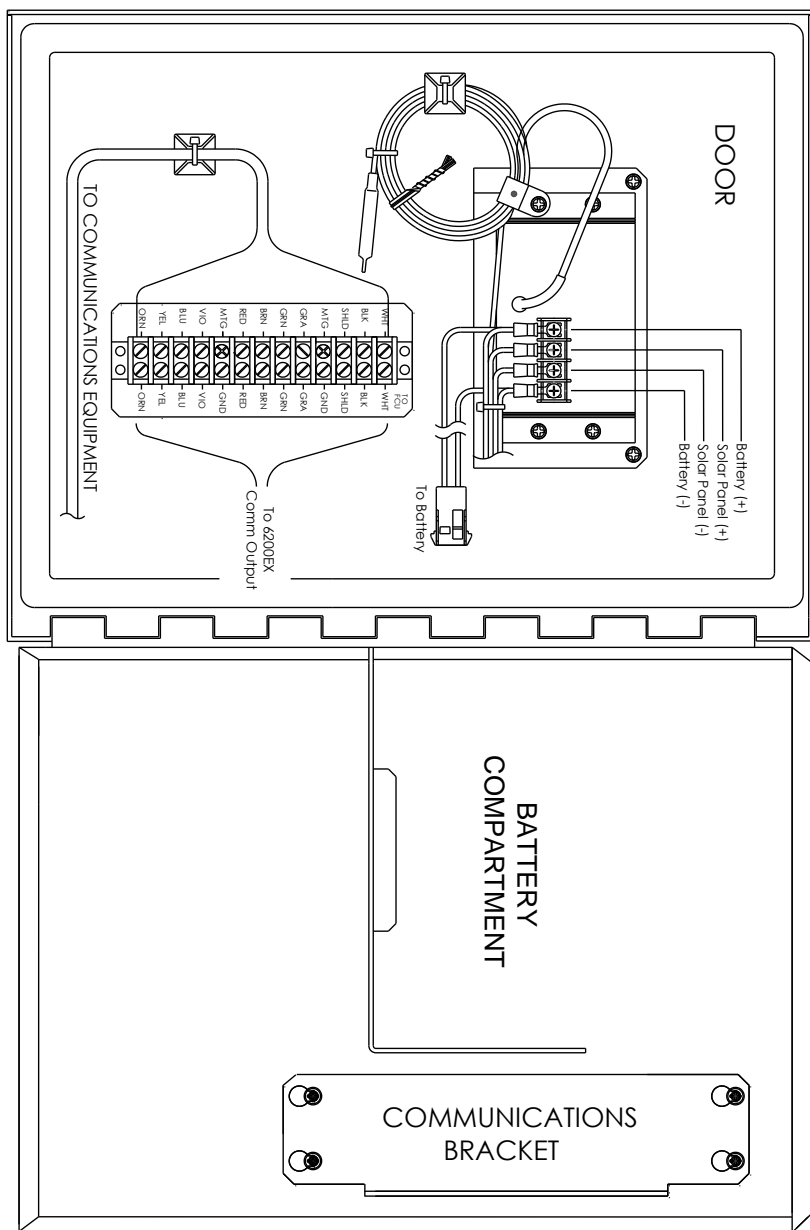 DOOR
Battery (+)
Solar Panel (+)
Solar Panel (-)
Battery (-)
To Battery
TO COMMUNICATIONS EQUIPMENT
ORN
YEL
BLU
VIO
MTG
RED
BRN
GRN
GRA
MTG
SHLD
BLK
WHT
ORN
YEL
BLU
VIO
GND
RED
BRN
GRN
GRA
GND
SHLD
BLK
WHT
TO
FCU
To 6200EX
Comm Output
BATTERY
COMPARTMENT
COMMUNICATIONS
BRACKET